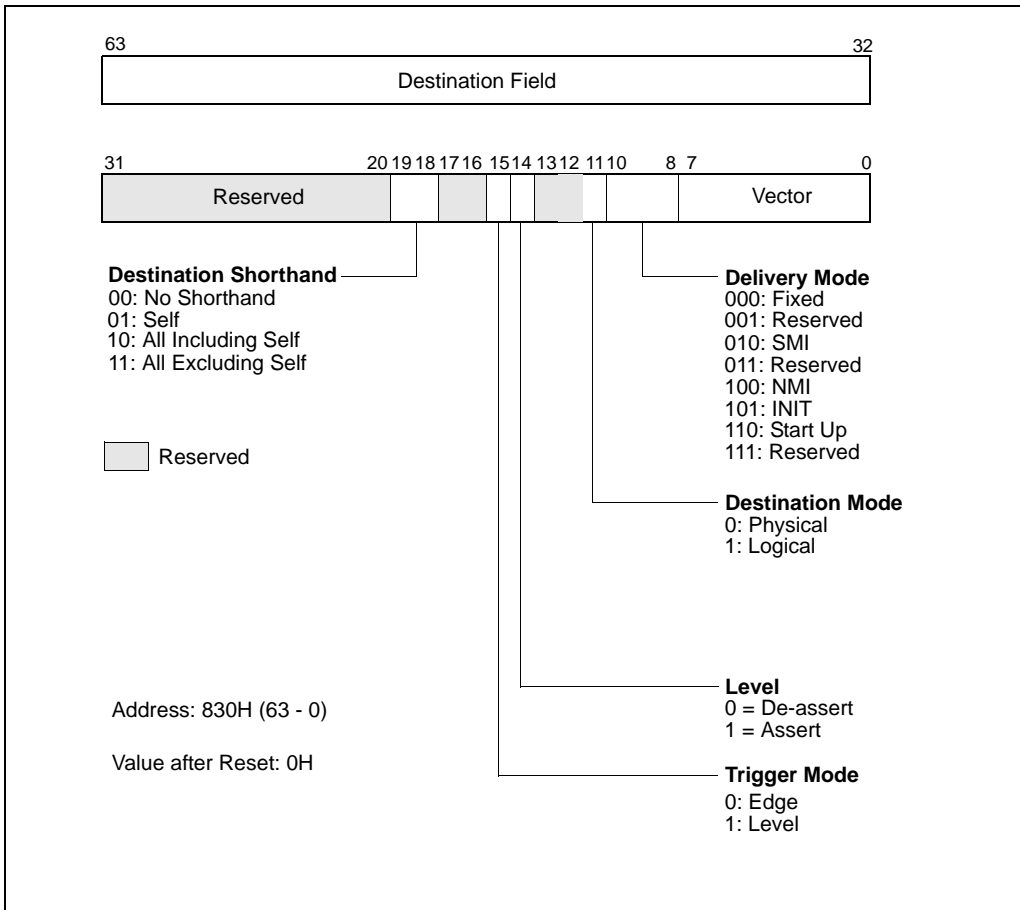 63 32
Destination Field
31 20 19 18 17 16 15 14 13 12 11 10 8 7 0
Reserved Vector
Destination Shorthand
00: No Shorthand
01: Self
10: All Including Self
11: All Excluding Self
Reserved
Delivery Mode
000: Fixed
001: Reserved
010: SMI
011: Reserved
100: NMI
101: INIT
110: Start Up
111: Reserved
Destination Mode
0: Physical
1: Logical
Level
0 = De-assert
1 = Assert
Address: 830H (63 - 0)
Value after Reset: 0H
Trigger Mode
0: Edge
1: Level